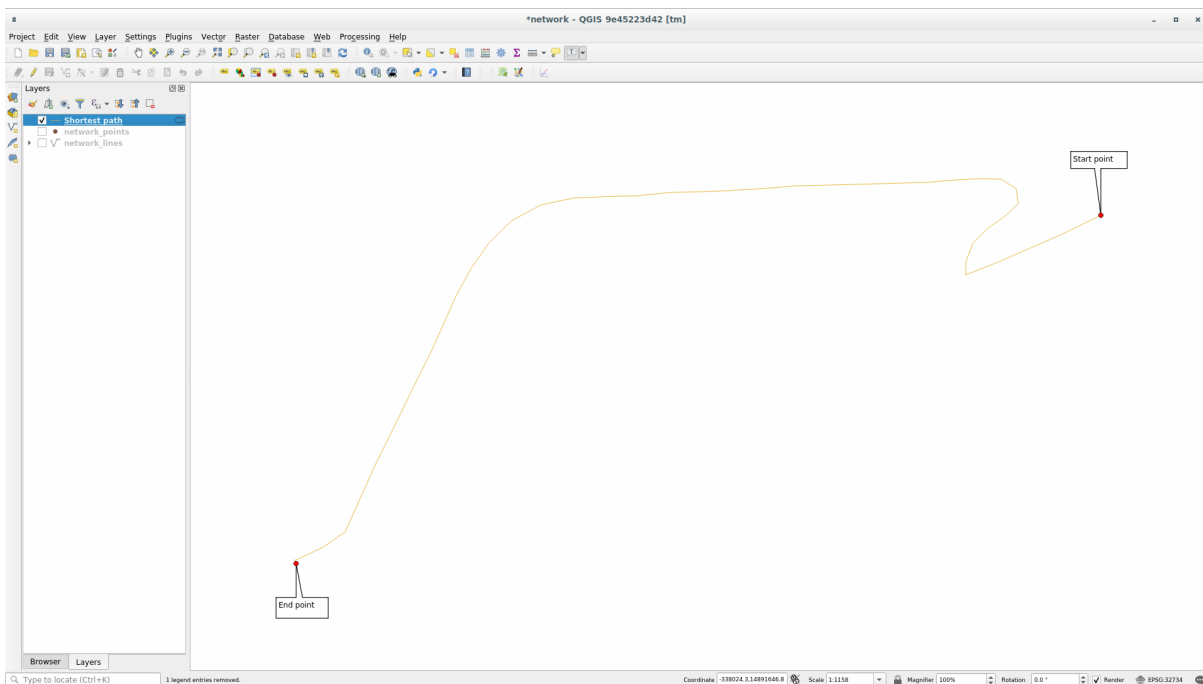 *network - QGIS 9e45223d42 [tm]
Project Edit View Layer Settings Plugins Vector Raster Database Web Processing Help
Layers
Shortest path
network_points
network_lines
Start point
End point
Browser Layers
Type to locate (Ctrl+K) 1 legend entries removed. Coordinate -338024.3,14891646.8 Scale 1:1158 Magnifier 100% Rotation 0.0 ° Render EPSG:32734